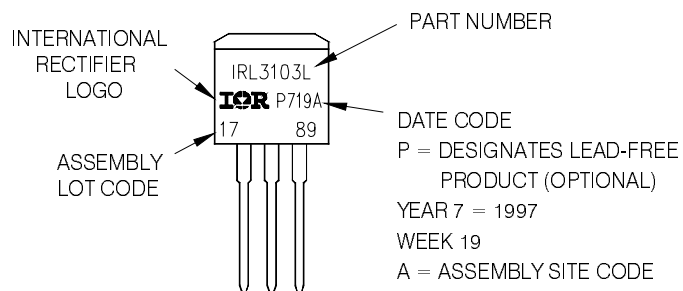 INTERNATIONAL
RECTIFIER
LOGO
PART NUMBER
IRL3103L
IOR P719A
17 89
ASSEMBLY
LOT CODE
DATE CODE
P = DESIGNATES LEAD-FREE
PRODUCT (OPTIONAL)
YEAR 7 = 1997
WEEK 19
A = ASSEMBLY SITE CODE